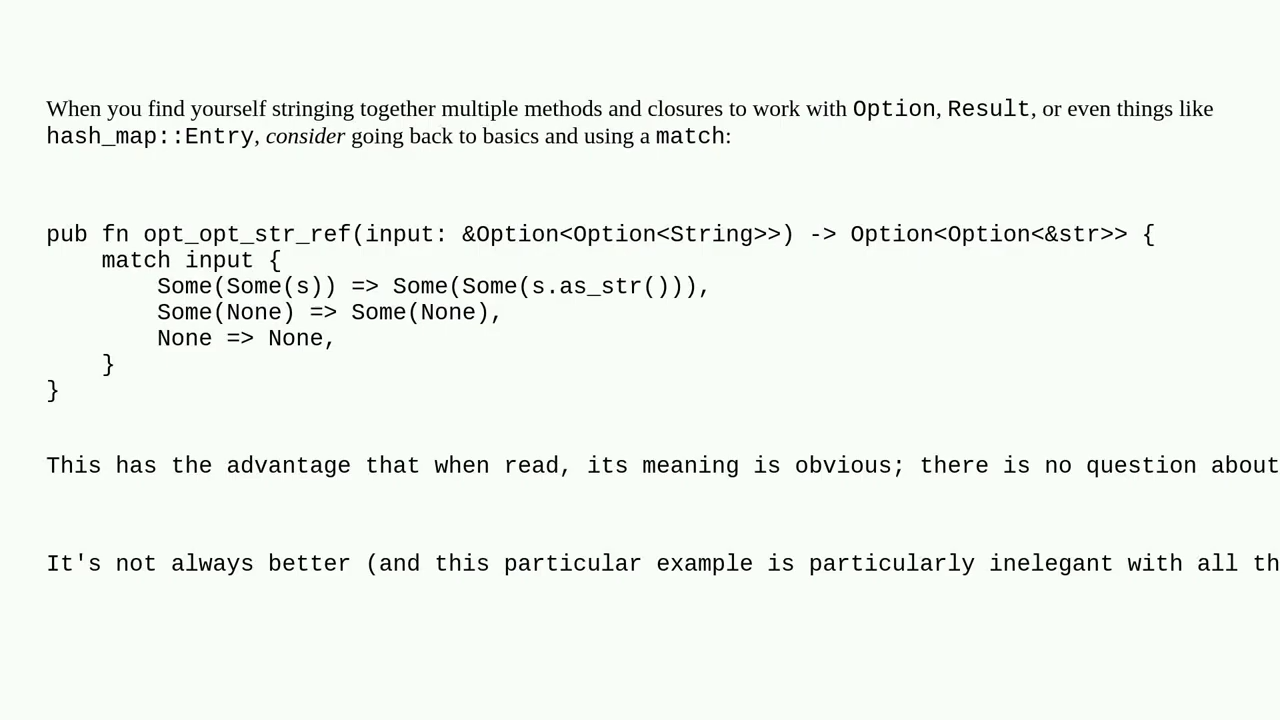 When you find yourself stringing together multiple methods and closures to work with Option, Result, or even things like
hash_map::Entry, consider going back to basics and using a match:
pub fn opt_opt_str_ref(input: &Option<Option<String>>) -> Option<Option<&str>> {
    match input {
        Some(Some(s)) => Some(Some(s.as_str())),
        Some(None) => Some(None),
        None => None,
    }
}
This has the advantage that when read, its meaning is obvious; there is no question about
It's not always better (and this particular example is particularly inelegant with all th